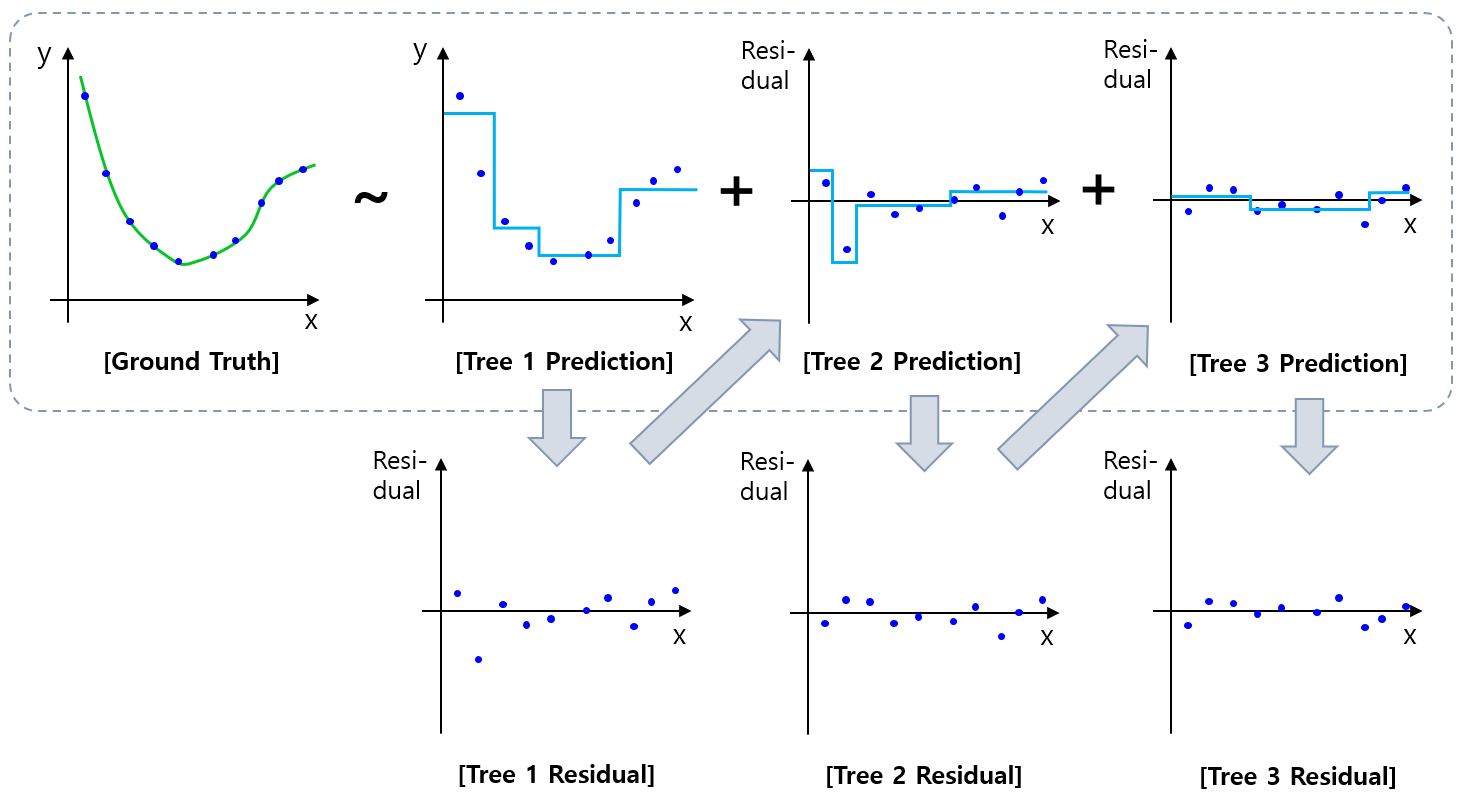 y
x
[Ground Truth]
~
y
x
[Tree 1 Prediction]
+
Resi-
dual
x
[Tree 2 Prediction]
+
Resi-
dual
x
[Tree 3 Prediction]
Resi-
dual
x
[Tree 1 Residual]
Resi-
dual
x
[Tree 2 Residual]
Resi-
dual
x
[Tree 3 Residual]